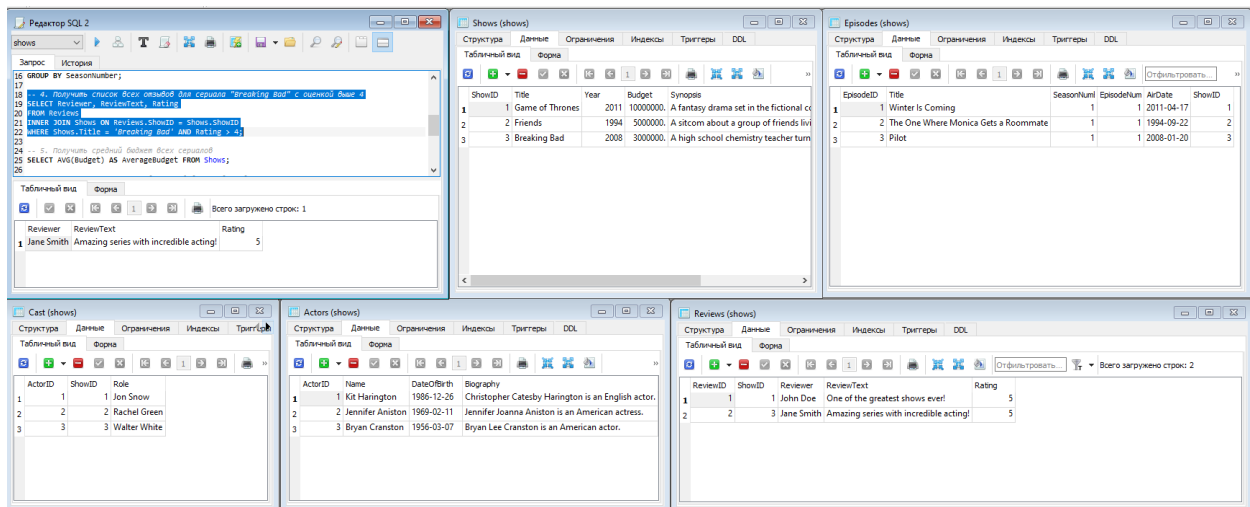 Редактор SQL 2
shows
Запрос История
16 GROUP BY SeasonNumber;
17
18 -- 4. Получить список всех отзывов для сериала "Breaking Bad" с оценкой выше 4
19 SELECT Reviewer, ReviewText, Rating
20 FROM Reviews
21 INNER JOIN Shows ON Reviews.ShowID = Shows.ShowID
22 WHERE Shows.Title = 'Breaking Bad' AND Rating > 4;
23
24 -- 5. Получить средний бюджет всех сериалов
25 SELECT AVG(Budget) AS AverageBudget FROM Shows;
26
Табличный вид Форма
1 Всего загружено строк: 1
Reviewer ReviewText Rating
1 Jane Smith Amazing series with incredible acting! 5
Shows (shows)
Структура Данные Ограничения Индексы Триггеры DDL
Табличный вид Форма
1 »
ShowID Title Year Budget Synopsis
1 1 Game of Thrones 2011 10000000. A fantasy drama set in the fictional co
2 2 Friends 1994 5000000. A sitcom about a group of friends livi
3 3 Breaking Bad 2008 3000000. A high school chemistry teacher turn
Episodes (shows)
Структура Данные Ограничения Индексы Триггеры DDL
Табличный вид Форма
1 Отфильтровать... »
EpisodeID Title SeasonNuml EpisodeNum AirDate ShowID
1 1 Winter Is Coming 1 1 2011-04-17 1
2 2 The One Where Monica Gets a Roommate 1 1 1994-09-22 2
3 3 Pilot 1 1 2008-01-20 3
Cast (shows)
Структура Данные Ограничения Индексы Триггеры
Табличный вид Форма
1 »
ActorID ShowID Role
1 1 1 Jon Snow
2 2 2 Rachel Green
3 3 3 Walter White
Actors (shows)
Структура Данные Ограничения Индексы Триггеры DDL
Табличный вид Форма
1 »
ActorID Name DateOfBirth Biography
1 1 Kit Harington 1986-12-26 Christopher Catesby Harington is an English actor.
2 2 Jennifer Aniston 1969-02-11 Jennifer Joanna Aniston is an American actress.
3 3 Bryan Cranston 1956-03-07 Bryan Lee Cranston is an American actor.
Reviews (shows)
Структура Данные Ограничения Индексы Триггеры DDL
Табличный вид Форма
1 Отфильтровать... Всего загружено строк: 2
ReviewID ShowID Reviewer ReviewText Rating
1 1 1 John Doe One of the greatest shows ever! 5
2 2 3 Jane Smith Amazing series with incredible acting! 5